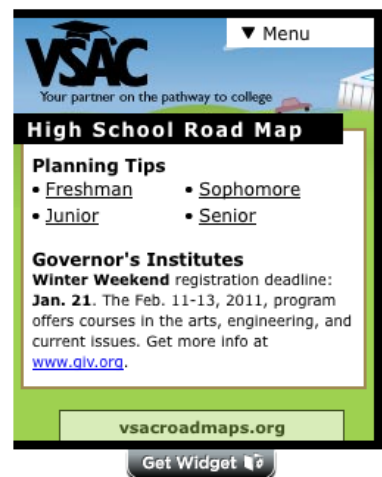 ▼ Menu
VSAC
Your partner on the pathway to college
High School Road Map
Planning Tips
• Freshman • Sophomore
• Junior • Senior
Governor's Institutes
Winter Weekend registration deadline:
Jan. 21. The Feb. 11-13, 2011, program
offers courses in the arts, engineering, and
current issues. Get more info at
www.giv.org.
vsacroadmaps.org
Get Widget